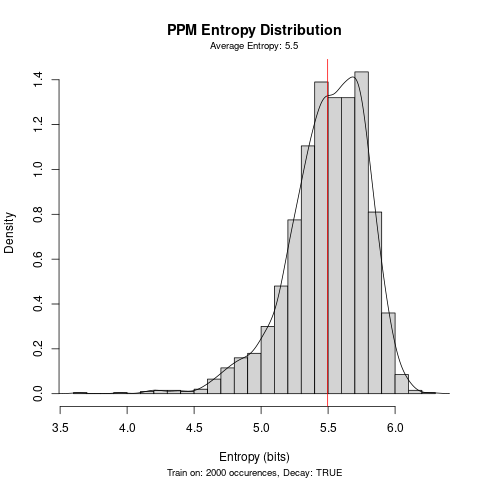 PPM Entropy Distribution
Average Entropy: 5.5
Density
1.4
1.2
1.0
0.8
0.6
0.4
0.2
0.0
3.5 4.0 4.5 5.0 5.5 6.0
Entropy (bits)
Train on: 2000 occurences, Decay: TRUE